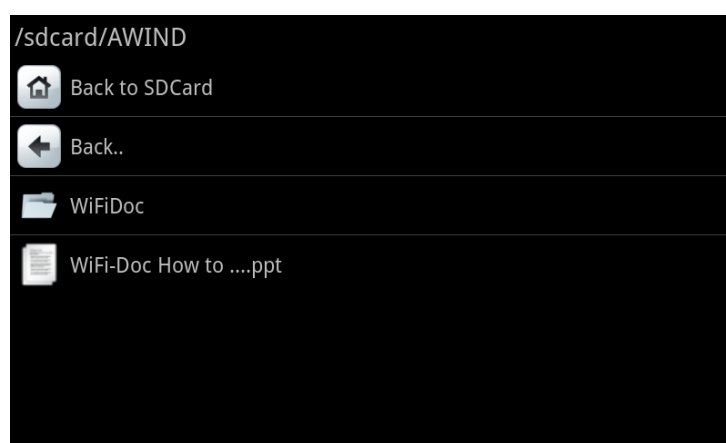 /sdcard/AWIND
Back to SDCard
Back..
WiFiDoc
WiFi-Doc How to ....ppt